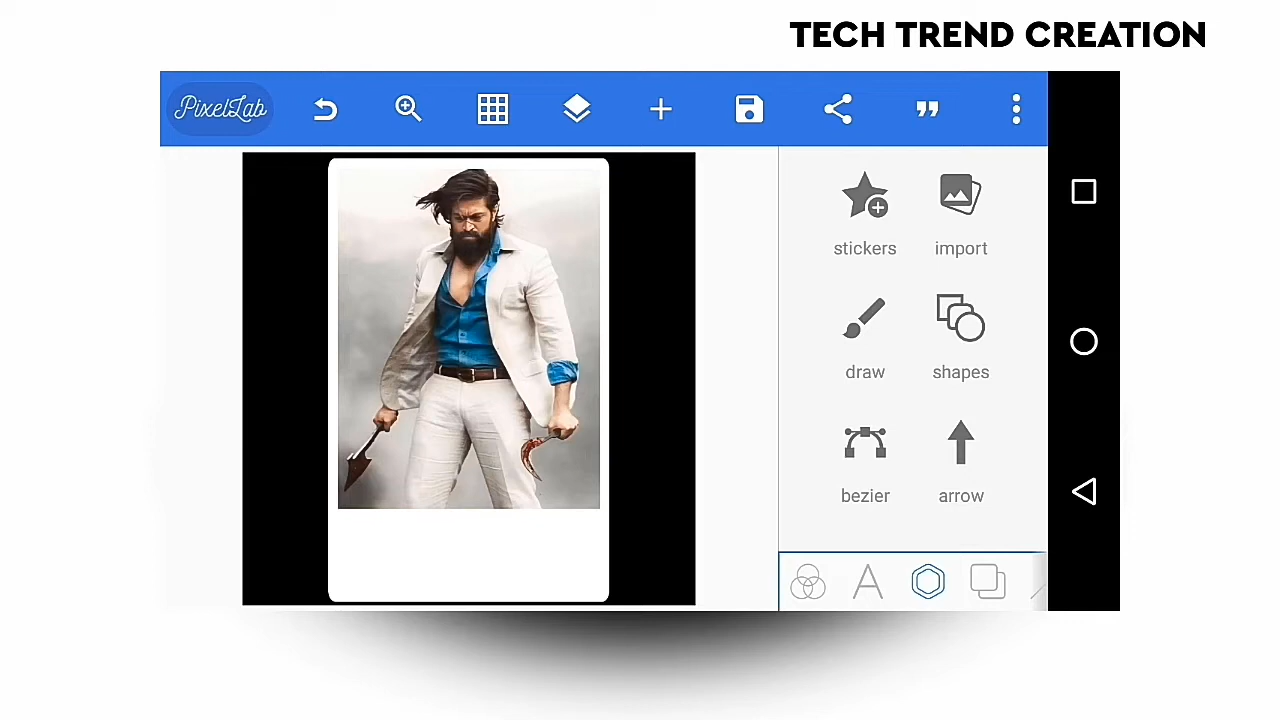 TECH TREND CREATION
PixelLab
stickers
import
draw
shapes
bezier
arrow